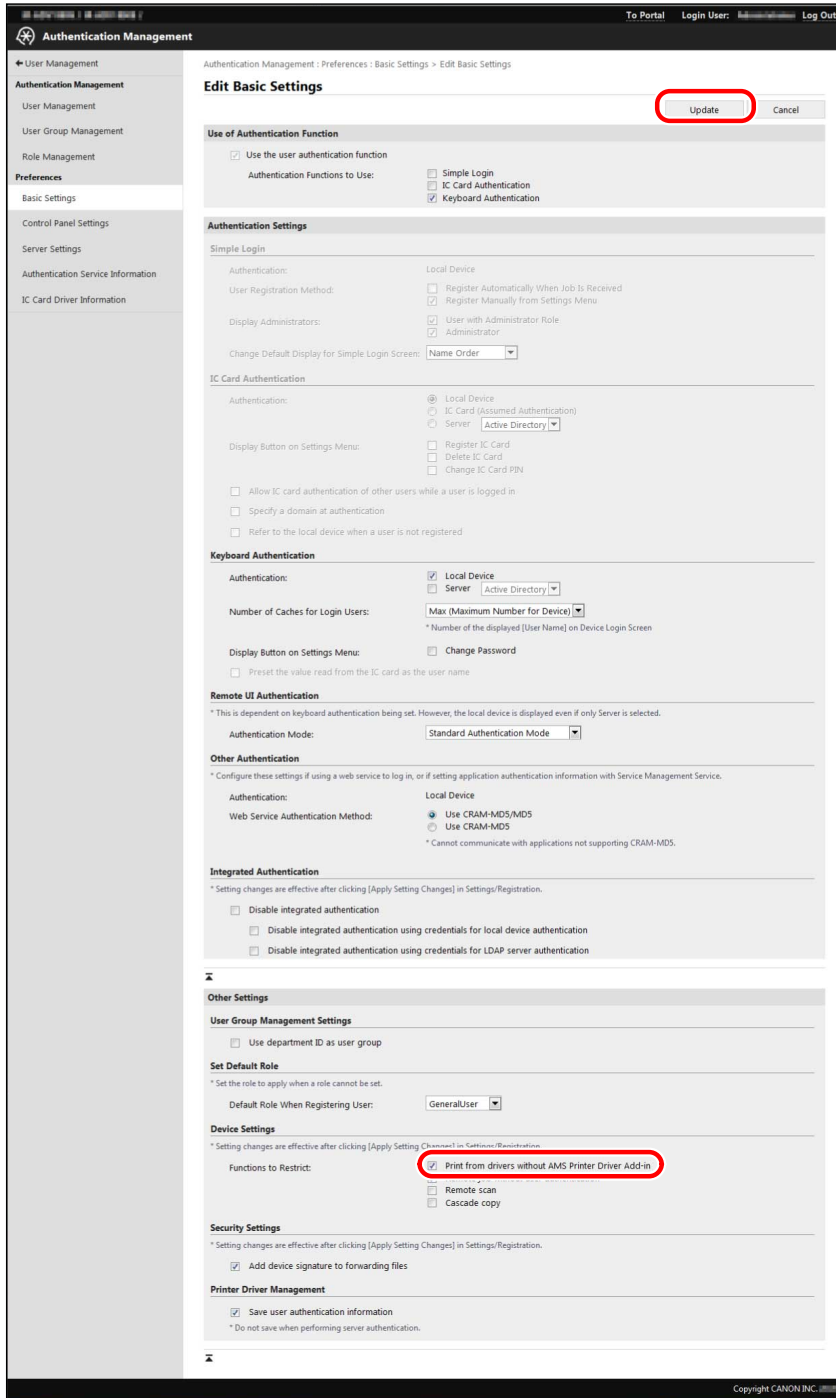 To Portal Login User: Log Out
Authentication Management
User Management
Authentication Management
User Management
User Group Management
Role Management
Preferences
Basic Settings
Control Panel Settings
Server Settings
Authentication Service Information
IC Card Driver Information
Authentication Management : Preferences : Basic Settings > Edit Basic Settings
Edit Basic Settings
Update Cancel
Use of Authentication Function
Use the user authentication function
Authentication Functions to Use: Simple Login
IC Card Authentication
Keyboard Authentication
Authentication Settings
Simple Login
Authentication: Local Device
User Registration Method: Register Automatically When Job Is Received
Register Manually from Settings Menu
Display Administrators: User with Administrator Role
Administrator
Change Default Display for Simple Login Screen: Name Order
IC Card Authentication
Authentication: Local Device
IC Card (Assumed Authentication)
Server Active Directory
Display Button on Settings Menu: Register IC Card
Delete IC Card
Change IC Card PIN
Allow IC card authentication of other users while a user is logged in
Specify a domain at authentication
Refer to the local device when a user is not registered
Keyboard Authentication
Authentication: Local Device
Server Active Directory
Number of Caches for Login Users: Max (Maximum Number for Device)
* Number of the displayed [User Name] on Device Login Screen
Display Button on Settings Menu: Change Password
Preset the value read from the IC card as the user name
Remote UI Authentication
* This is dependent on keyboard authentication being set. However, the local device is displayed even if only Server is selected.
Authentication Mode: Standard Authentication Mode
Other Authentication
* Configure these settings if using a web service to log in, or if setting application authentication information with Service Management Service.
Authentication: Local Device
Web Service Authentication Method: Use CRAM-MD5/MD5
Use CRAM-MD5
* Cannot communicate with applications not supporting CRAM-MD5.
Integrated Authentication
* Setting changes are effective after clicking [Apply Setting Changes] in Settings/Registration.
Disable integrated authentication
Disable integrated authentication using credentials for local device authentication
Disable integrated authentication using credentials for LDAP server authentication
Other Settings
User Group Management Settings
Use department ID as user group
Set Default Role
* Set the role to apply when a role cannot be set.
Default Role When Registering User: GeneralUser
Device Settings
* Setting changes are effective after clicking [Apply Setting Changes] in Settings/Registration.
Functions to Restrict: Print from drivers without AMS Printer Driver Add-in
Remote scan
Cascade copy
Security Settings
* Setting changes are effective after clicking [Apply Setting Changes] in Settings/Registration.
Add device signature to forwarding files
Printer Driver Management
Save user authentication information
* Do not save when performing server authentication.
Copyright CANON INC.